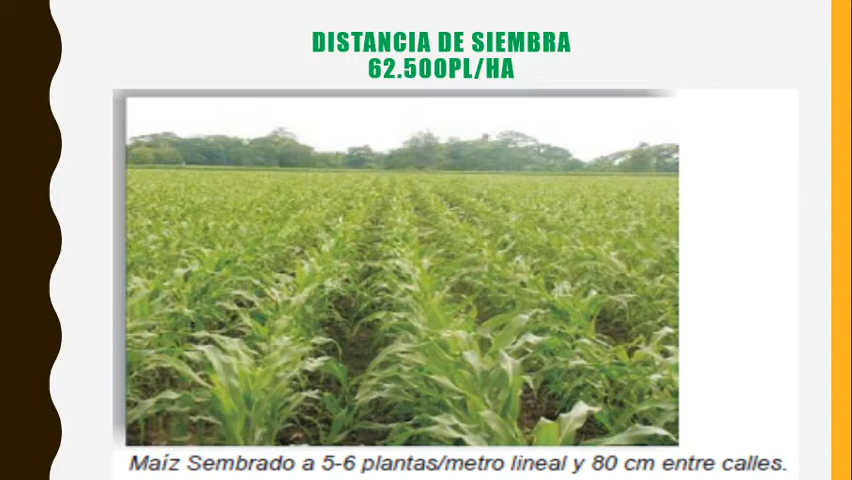 DISTANCIA DE SIEMBRA
62.500PL/HA
Maíz Sembrado a 5-6 plantas/metro lineal y 80 cm entre calles.